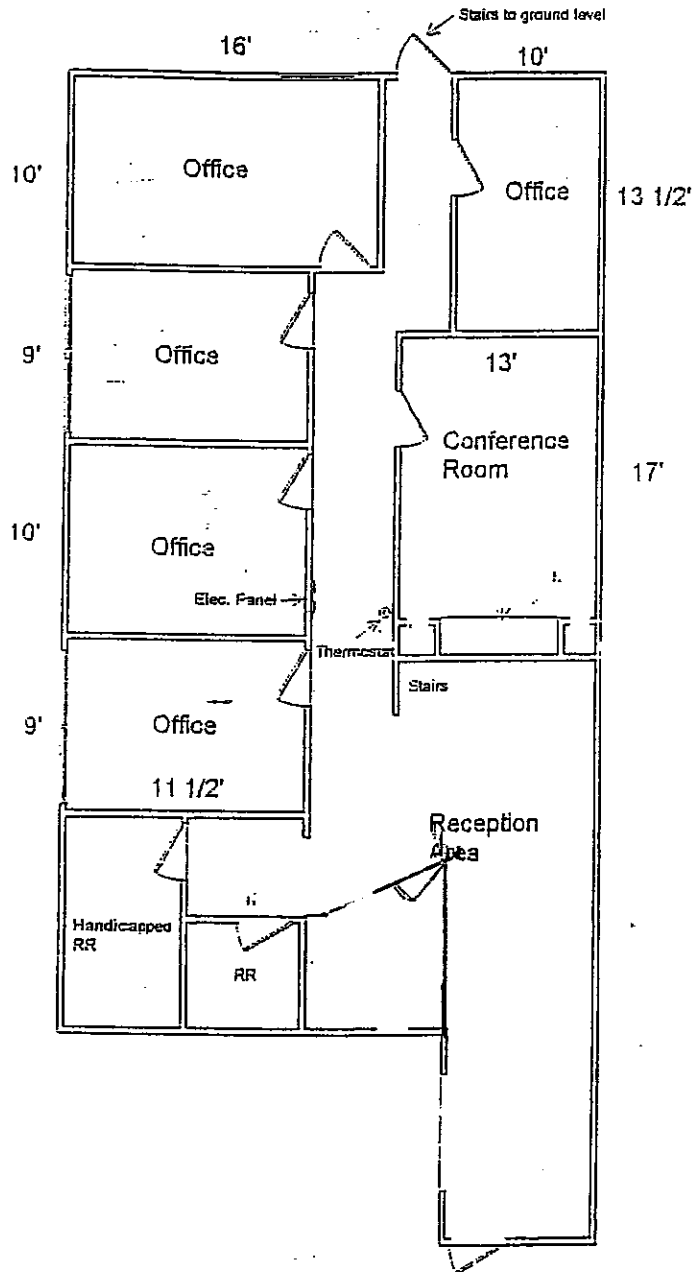 Stairs to ground level
16'
10'
10'
Office
Office
13 1/2'
9'
Office
13'
Conference
Room
17'
10'
Office
Elec. Panel
Thermostat
Stairs
9'
Office
11 1/2'
Reception
Area
Handicapped
RR
RR